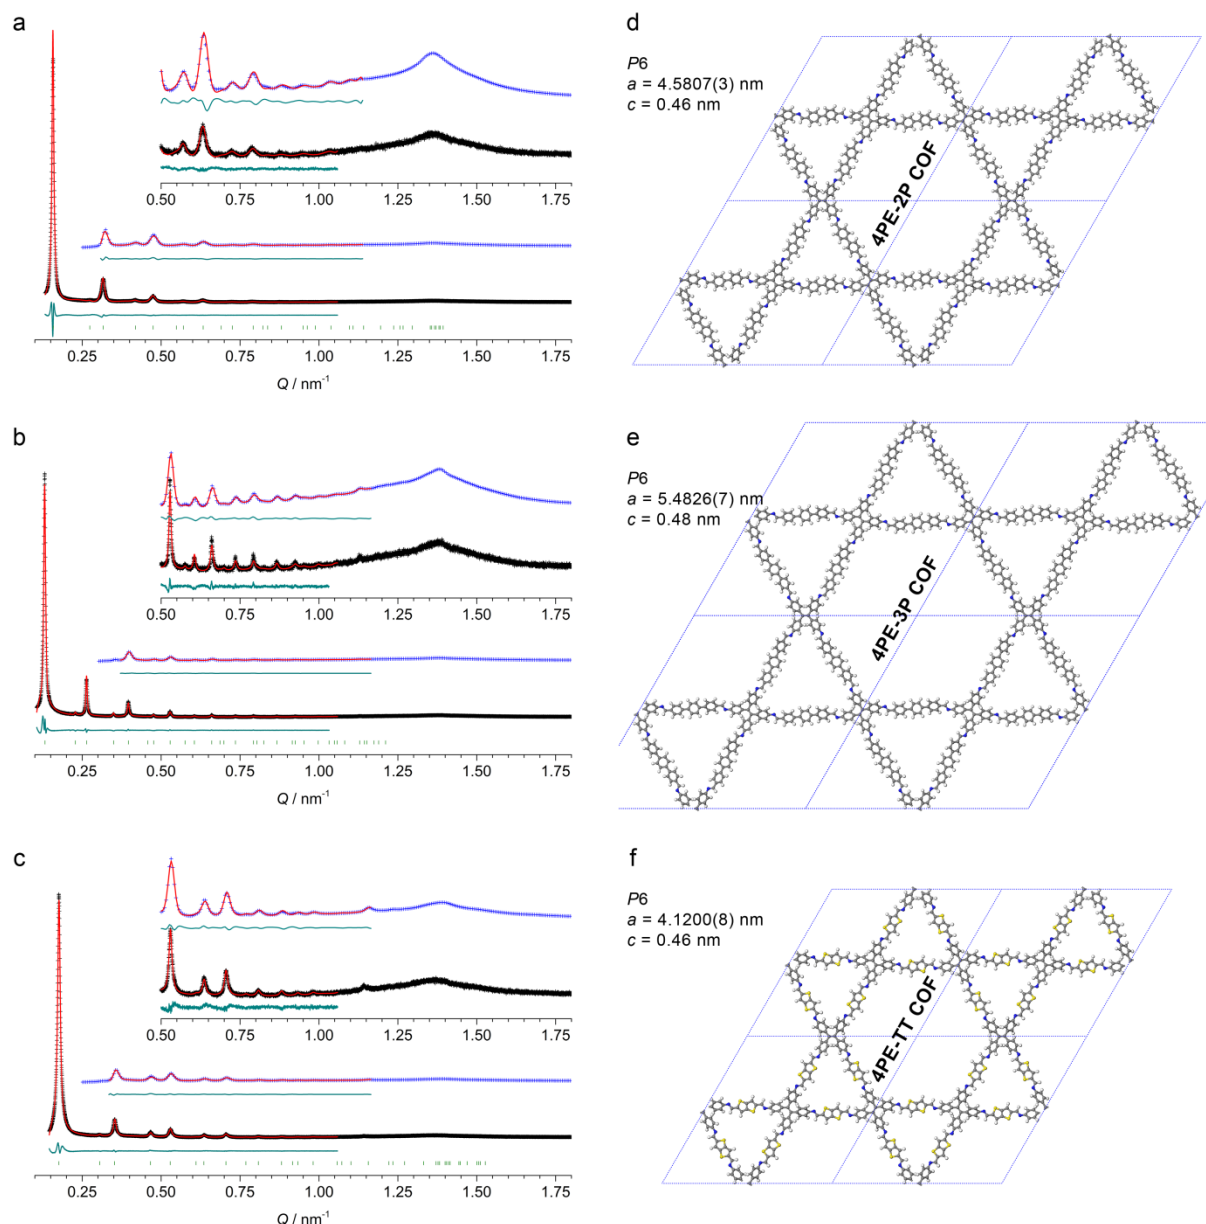 a
0.50 0.75 1.00 1.25 1.50 1.75
0.25 0.50 0.75 1.00 1.25 1.50 1.75
Q / nm-1
d
P6
a = 4.5807(3) nm
c = 0.46 nm
4PE-2P COF
b
0.50 0.75 1.00 1.25 1.50 1.75
0.25 0.50 0.75 1.00 1.25 1.50 1.75
Q / nm-1
e
P6
a = 5.4826(7) nm
c = 0.48 nm
4PE-3P COF
c
0.50 0.75 1.00 1.25 1.50 1.75
0.25 0.50 0.75 1.00 1.25 1.50 1.75
Q / nm-1
f
P6
a = 4.1200(8) nm
c = 0.46 nm
4PE-TT COF